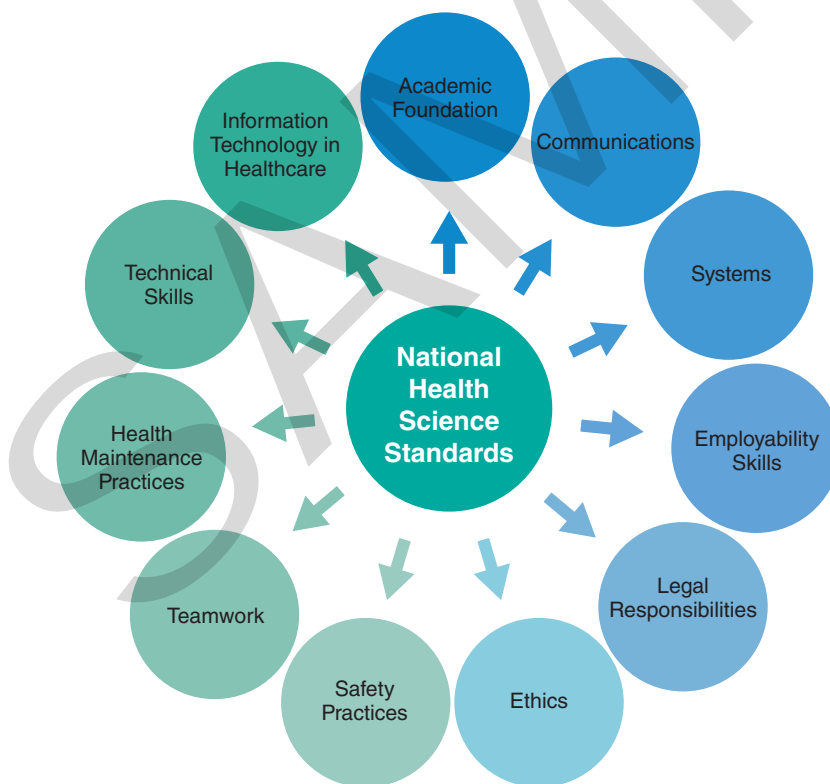 Academic
Foundation
Communications
Systems
Employability
Skills
Legal
Responsibilities
Ethics
Safety
Practices
Teamwork
Health
Maintenance
Practices
Technical
Skills
Information
Technology in
Healthcare
National
Health
Science
Standards
SAM